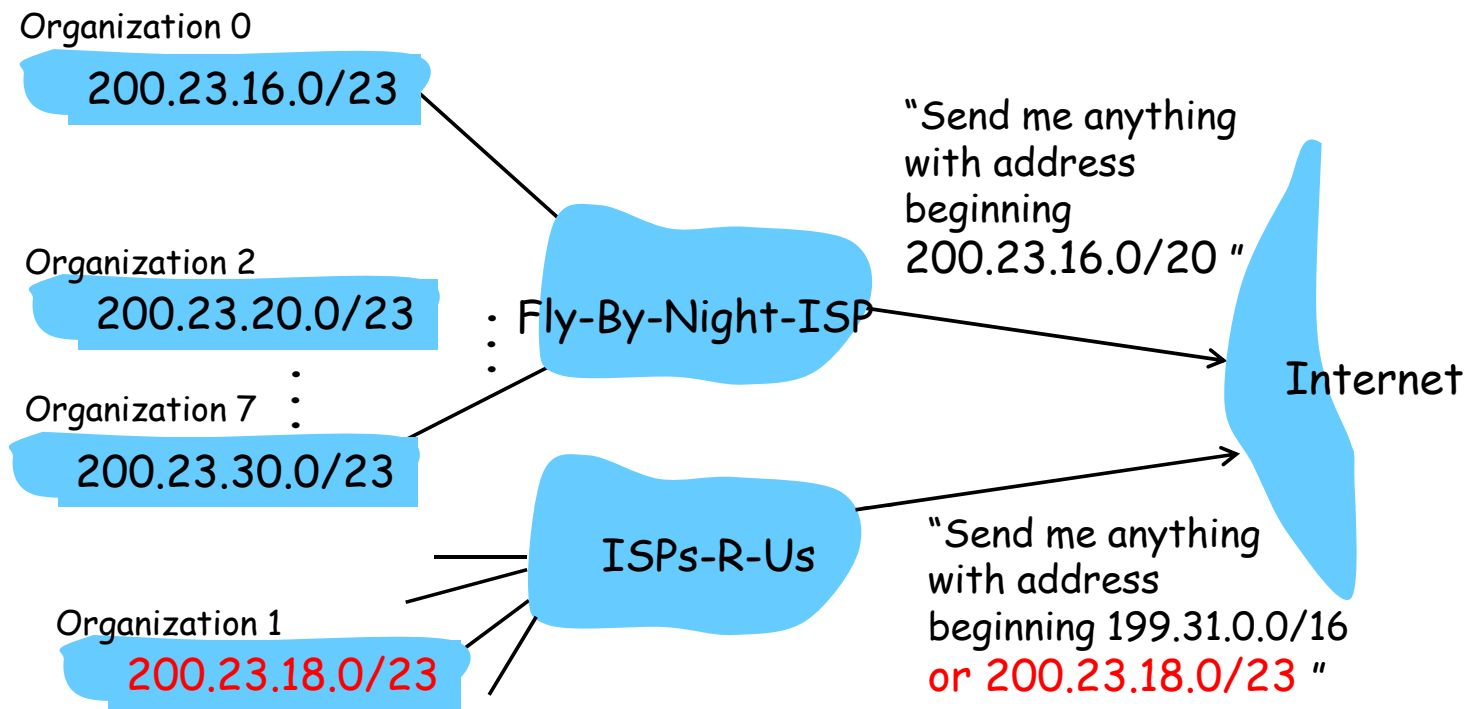 Organization 0
200.23.16.0/23
“Send me anything
with address
beginning
200.23.16.0/20 ”
Organization 2
200.23.20.0/23
Fly-By-Night-ISP
Internet
Organization 7
200.23.30.0/23
ISPs-R-Us
“Send me anything
with address
beginning 199.31.0.0/16
or 200.23.18.0/23 ”
Organization 1
200.23.18.0/23